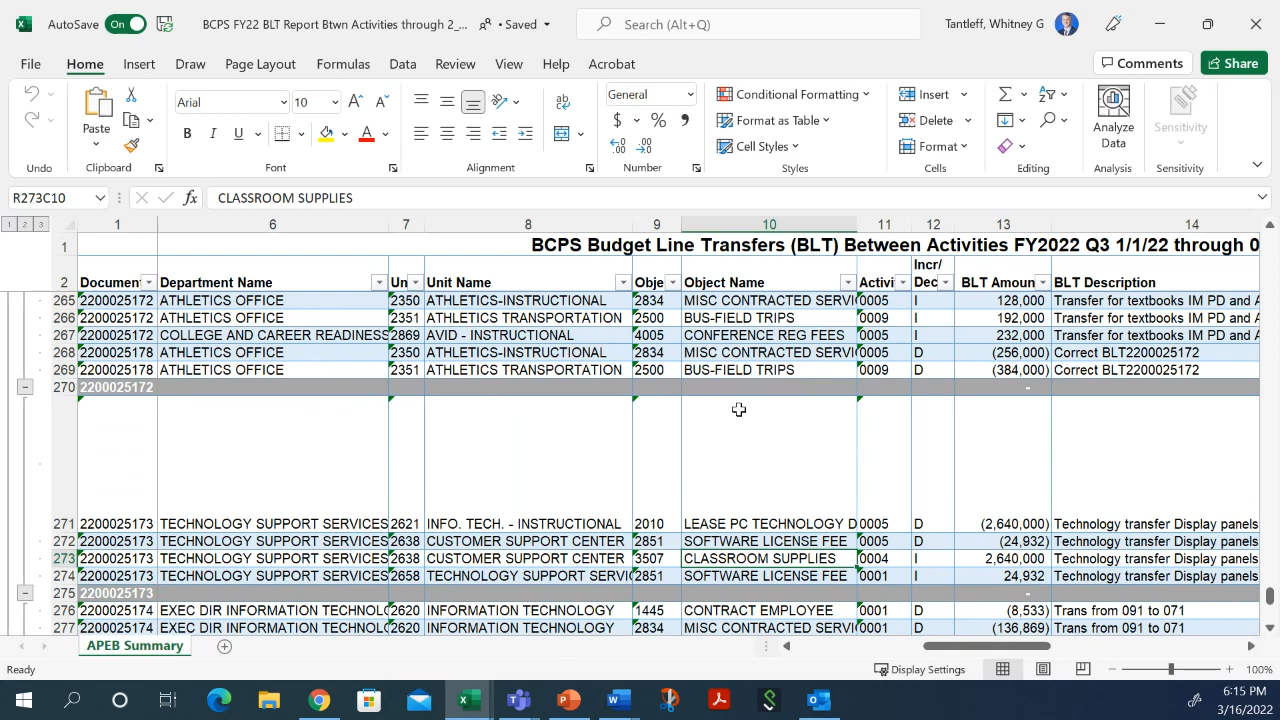 AutoSave On BCPS FY22 BLT Report Btwn Activities through 2_... • Saved Search (Alt+Q) Tantleff, Whitney G
File Home Insert Draw Page Layout Formulas Data Review View Help Acrobat Comments Share
Arial 10 General Conditional Formatting Insert
Paste B I U $ % Format as Table Delete Analyze Data Sensitivity
Cell Styles Format
Undo Clipboard Font Alignment Number Styles Cells Editing Analysis Sensitivity
R273C10 fx CLASSROOM SUPPLIES
1 2 3 1 6 7 8 9 10 11 12 13 14
1 BCPS Budget Line Transfers (BLT) Between Activities FY2022 Q3 1/1/22 through 0
2 Documen Department Name Un Unit Name Obje Object Name Activi Incr/ Dec BLT Amoun BLT Description
265 2200025172 ATHLETICS OFFICE 2350 ATHLETICS-INSTRUCTIONAL 2834 MISC CONTRACTED SERVI 0005 I 128,000 Transfer for textbooks IM PD and A
266 2200025172 ATHLETICS OFFICE 2351 ATHLETICS TRANSPORTATION 2500 BUS-FIELD TRIPS 0009 I 192,000 Transfer for textbooks IM PD and A
267 2200025172 COLLEGE AND CAREER READINESS 2869 AVID - INSTRUCTIONAL 4005 CONFERENCE REG FEES 0005 I 232,000 Transfer for textbooks IM PD and A
268 2200025178 ATHLETICS OFFICE 2350 ATHLETICS-INSTRUCTIONAL 2834 MISC CONTRACTED SERVI 0005 D (256,000) Correct BLT2200025172
269 2200025178 ATHLETICS OFFICE 2351 ATHLETICS TRANSPORTATION 2500 BUS-FIELD TRIPS 0009 D (384,000) Correct BLT2200025172
270 2200025172 -
271 2200025173 TECHNOLOGY SUPPORT SERVICES 2621 INFO. TECH. - INSTRUCTIONAL 2010 LEASE PC TECHNOLOGY D 0005 D (2,640,000) Technology transfer Display panels
272 2200025173 TECHNOLOGY SUPPORT SERVICES 2638 CUSTOMER SUPPORT CENTER 2851 SOFTWARE LICENSE FEE 0005 D (24,932) Technology transfer Display panels
273 2200025173 TECHNOLOGY SUPPORT SERVICES 2638 CUSTOMER SUPPORT CENTER 3507 CLASSROOM SUPPLIES 0004 I 2,640,000 Technology transfer Display panels
274 2200025173 TECHNOLOGY SUPPORT SERVICES 2658 TECHNOLOGY SUPPORT SERVIC 2851 SOFTWARE LICENSE FEE 0001 I 24,932 Technology transfer Display panels
275 2200025173 -
276 2200025174 EXEC DIR INFORMATION TECHNOL 2620 INFORMATION TECHNOLOGY 1445 CONTRACT EMPLOYEE 0001 D (8,533) Trans from 091 to 071
277 2200025174 EXEC DIR INFORMATION TECHNOL 2620 INFORMATION TECHNOLOGY 2834 MISC CONTRACTED SERVI 0001 D (136,869) Trans from 091 to 071
APEB Summary
Ready Display Settings 100%
6:15 PM
3/16/2022